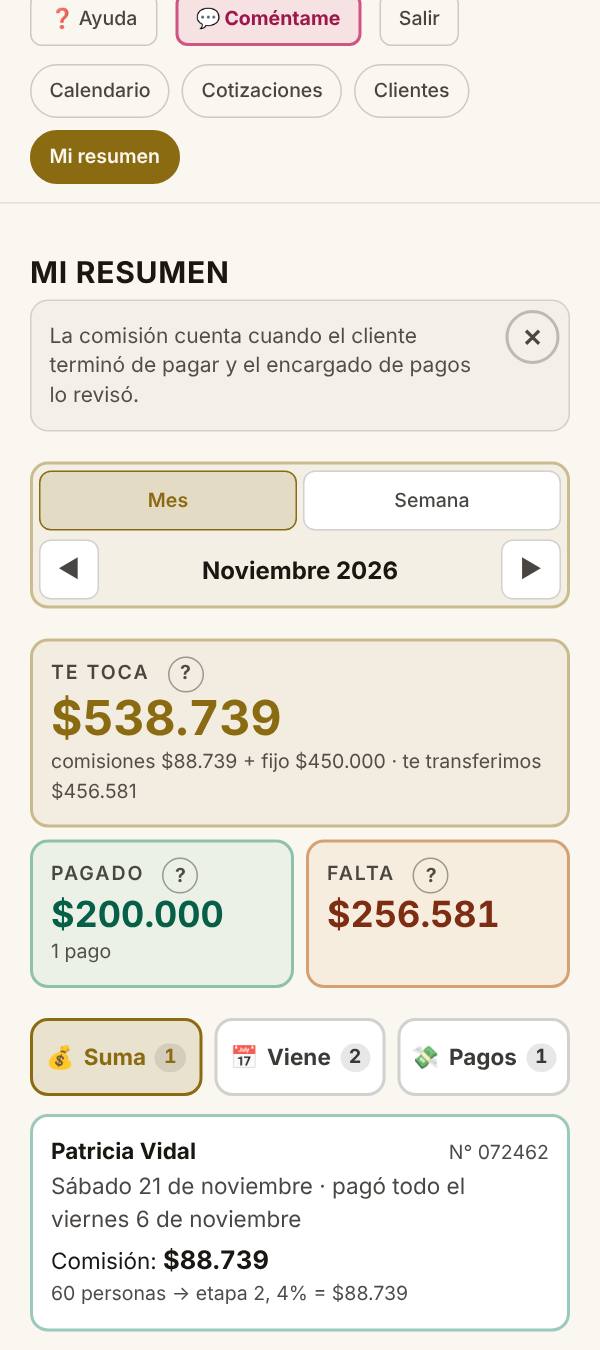 ❓ Ayuda
💬 Coméntame
Salir
Calendario
Cotizaciones
Clientes
Mi resumen
MI RESUMEN
La comisión cuenta cuando el cliente
terminó de pagar y el encargado de pagos
lo revisó.
✕
Mes
Semana
◀
Noviembre 2026
▶
TE TOCA ?
$538.739
comisiones $88.739 + fijo $450.000 · te transferimos
$456.581
PAGADO ?
$200.000
1 pago
FALTA ?
$256.581
💰 Suma 1
📅 Viene 2
💸 Pagos 1
Patricia Vidal
N° 072462
Sábado 21 de noviembre · pagó todo el
viernes 6 de noviembre
Comisión: $88.739
60 personas → etapa 2, 4% = $88.739